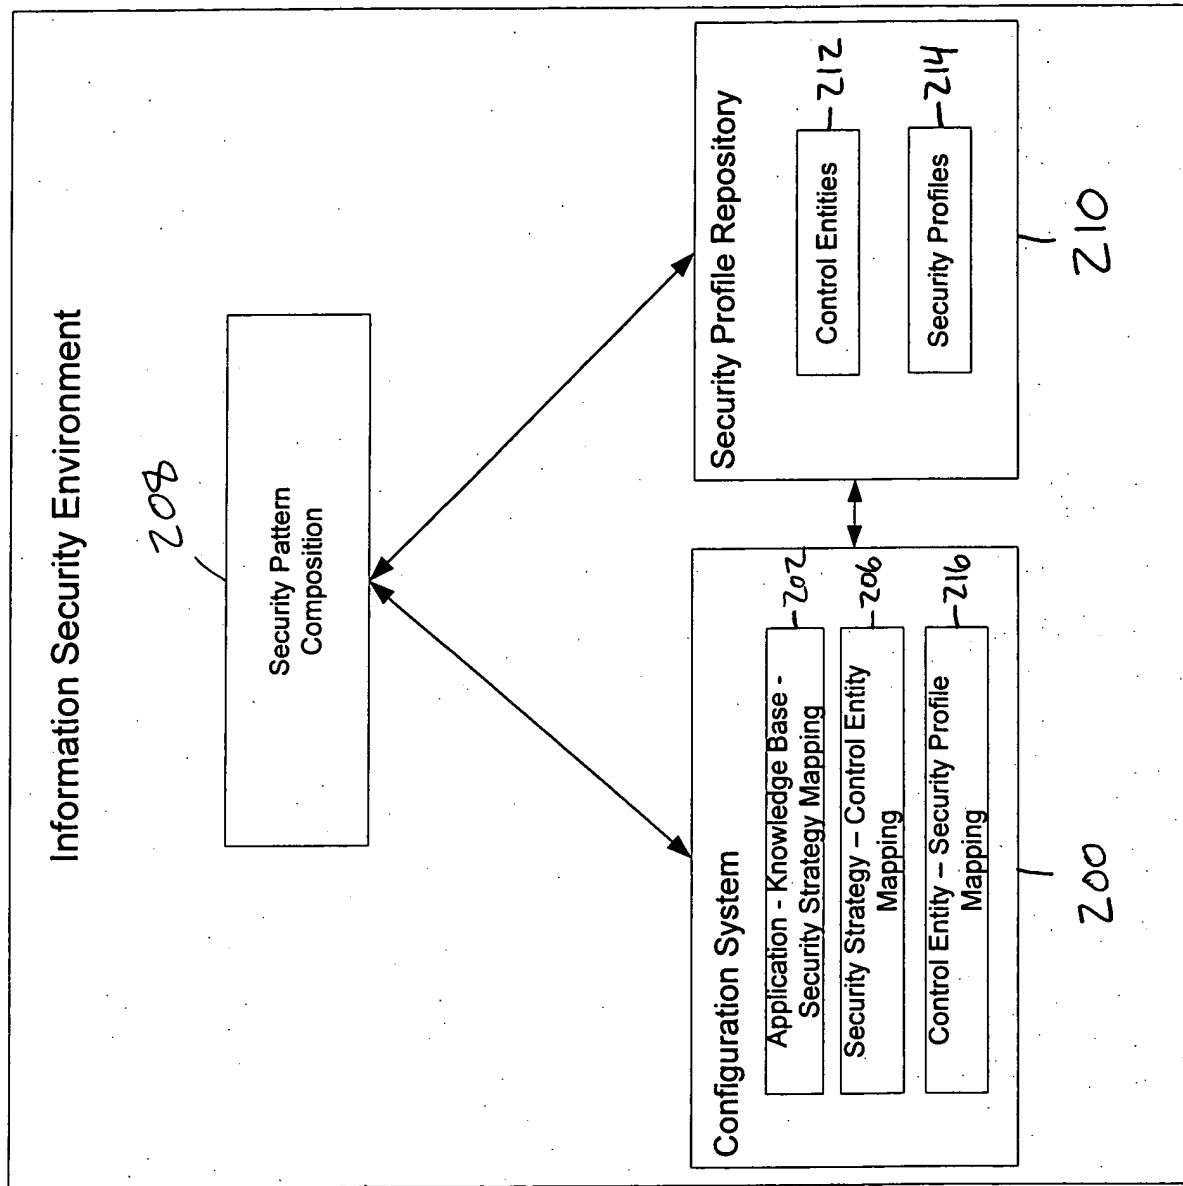 Information Security Environment
208
Security Pattern
Composition
Configuration System
Application - Knowledge Base -
Security Strategy Mapping
202
Security Strategy – Control Entity
Mapping
206
Control Entity – Security Profile
Mapping
216
200
Security Profile Repository
Control Entities
212
Security Profiles
214
210